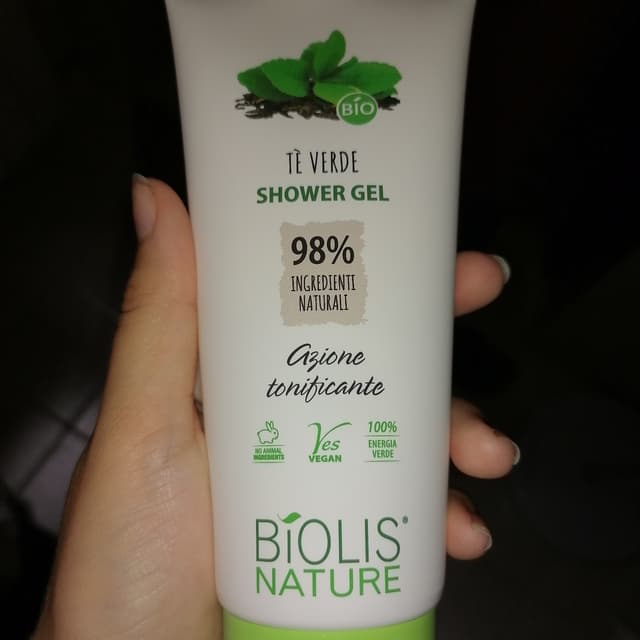 BIO
TÈ VERDE
SHOWER GEL
98%
INGREDIENTI
NATURALI
Azione
tonificante
NO ANIMAL
INGREDIENTS
Yes
VEGAN
100%
ENERGIA
VERDE
BIOLIS®
NATURE